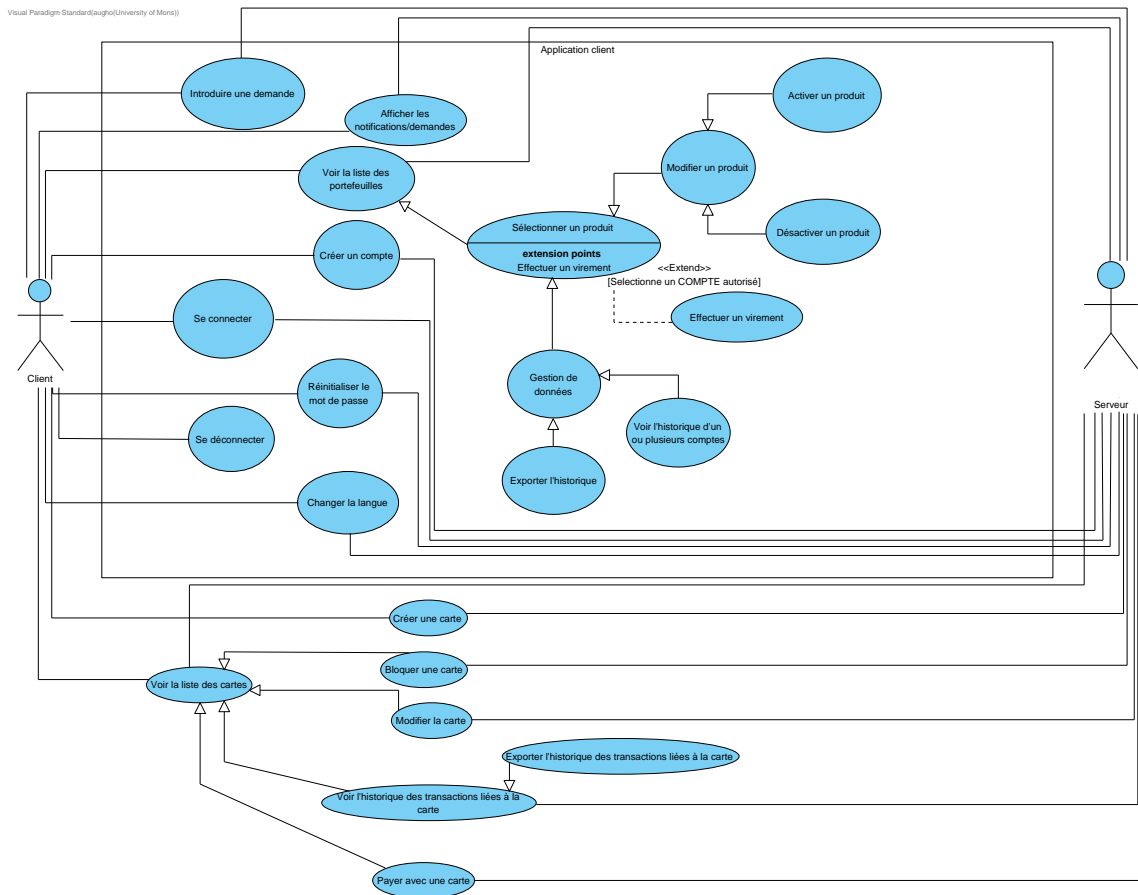 Visual Paradigm Standard(augho(University of Mons))
Application client
Introduire une demande
Afficher les
notifications/demandes
Activer un produit
Voir la liste des
portefeuilles
Modifier un produit
Sélectionner un produit
extension points
Effectuer un virement
Désactiver un produit
Créer un compte
<<Extend>>
[Selectionne un COMPTE autorisé]
Effectuer un virement
Se connecter
Client
Serveur
Réinitialiser le
mot de passe
Gestion de
données
Se déconnecter
Voir l'historique d'un
ou plusieurs comptes
Exporter l'historique
Changer la langue
Créer une carte
Bloquer une carte
Voir la liste des cartes
Modifier la carte
Exporter l'historique des transactions liées à la carte
Voir l'historique des transactions liées à la
carte
Payer avec une carte